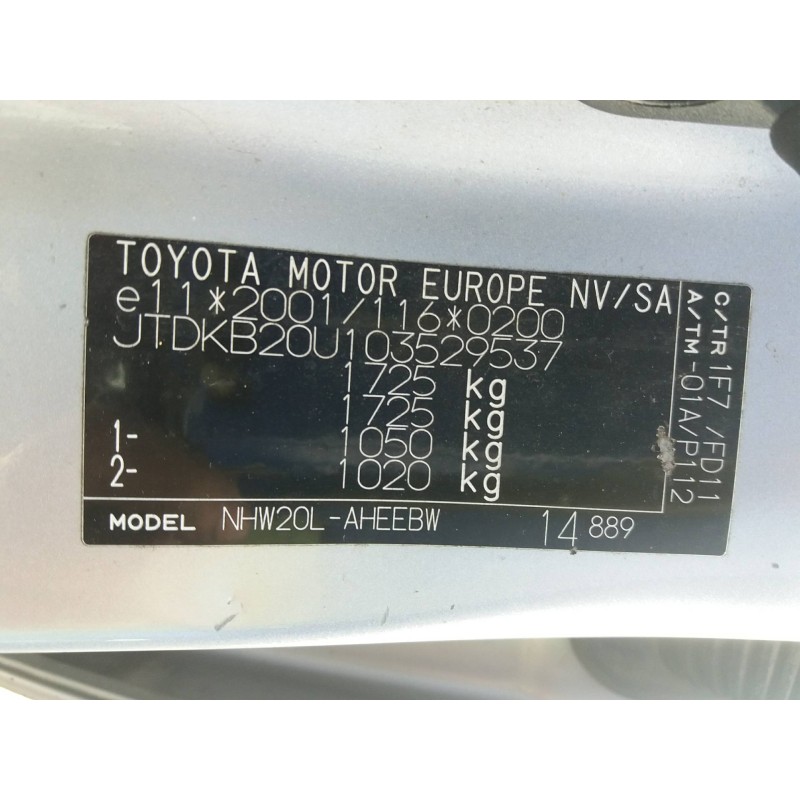 TOYOTA MOTOR EUROPE NV/SA
e11*2001/116*0200
JTDKB20U103529537
1725 kg
1725 kg
1- 1050 kg
2- 1020 kg
MODEL NHW20L-AHEEBW 14 889
C/TR 1F7 /FD11
A/TM -01A/P112